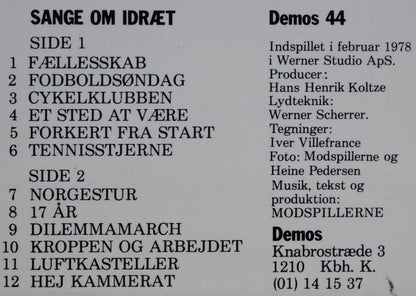 SANGE OM IDRÆT
SIDE 1
1 FÆLLESSKAB
2 FODBOLDSØNDAG
3 CYKELKLUBBEN
4 ET STED AT VÆRE
5 FORKERT FRA START
6 TENNISSTJERNE
SIDE 2
7 NORGESTUR
8 17 ÅR
9 DILEMMAMARCH
10 KROPPEN OG ARBEJDET
11 LUFTKASTELLER
12 HEJ KAMMERAT
Demos 44
Indspillet i februar 1978
i Werner Studio ApS.
Producer:
Hans Henrik Koltze
Lydteknik:
Werner Scherrer.
Tegninger:
Iver Villefrance
Foto: Modspillerne og
Heine Pedersen
Musik, tekst og
produktion:
MODSPILLERNE
Demos
Knabrostræde 3
1210 Kbh. K.
(01) 14 15 37